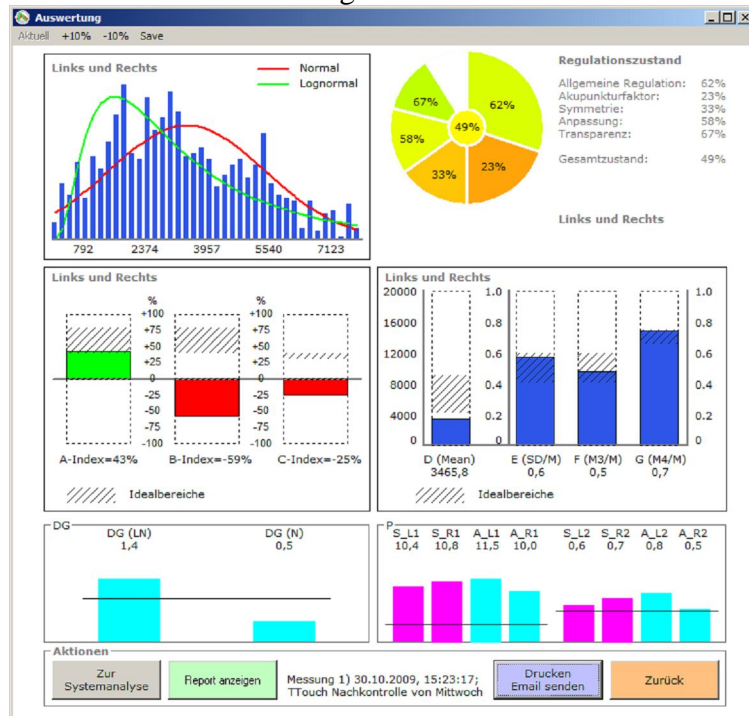 Auswertung
Aktuell +10% -10% Save
Links und Rechts
Normal
Lognormal
792 2374 3957 5540 7123
67% 62%
49%
58%
33% 23%
Regulationszustand
Allgemeine Regulation: 62%
Akupunkturfaktor: 23%
Symmetrie: 33%
Anpassung: 58%
Transparenz: 67%
Gesamtzustand: 49%
Links und Rechts
Links und Rechts
% %
+100 +100
+75 +75
+50 +50
+25 +25
0 0
-25 -25
-50 -50
-75 -75
-100 -100
A-Index=43% B-Index=-59% C-Index=-25%
Idealbereiche
Links und Rechts
20000 1.0 1.0
16000 0.8 0.8
12000 0.6 0.6
8000 0.4 0.4
4000 0.2 0.2
0 0 0
D (Mean) E (SD/M) F (M3/M) G (M4/M)
3465,8 0,6 0,5 0,7
Idealbereiche
DG
DG (LN) DG (N)
1,4 0,5
P
S_L1 S_R1 A_L1 A_R1 S_L2 S_R2 A_L2 A_R2
10,4 10,8 11,5 10,0 0,6 0,7 0,8 0,5
Aktionen
Zur
Systemanalyse
Report anzeigen
Messung 1) 30.10.2009, 15:23:17;
TTouch Nachkontrolle von Mittwoch
Drucken
Email senden
Zurück